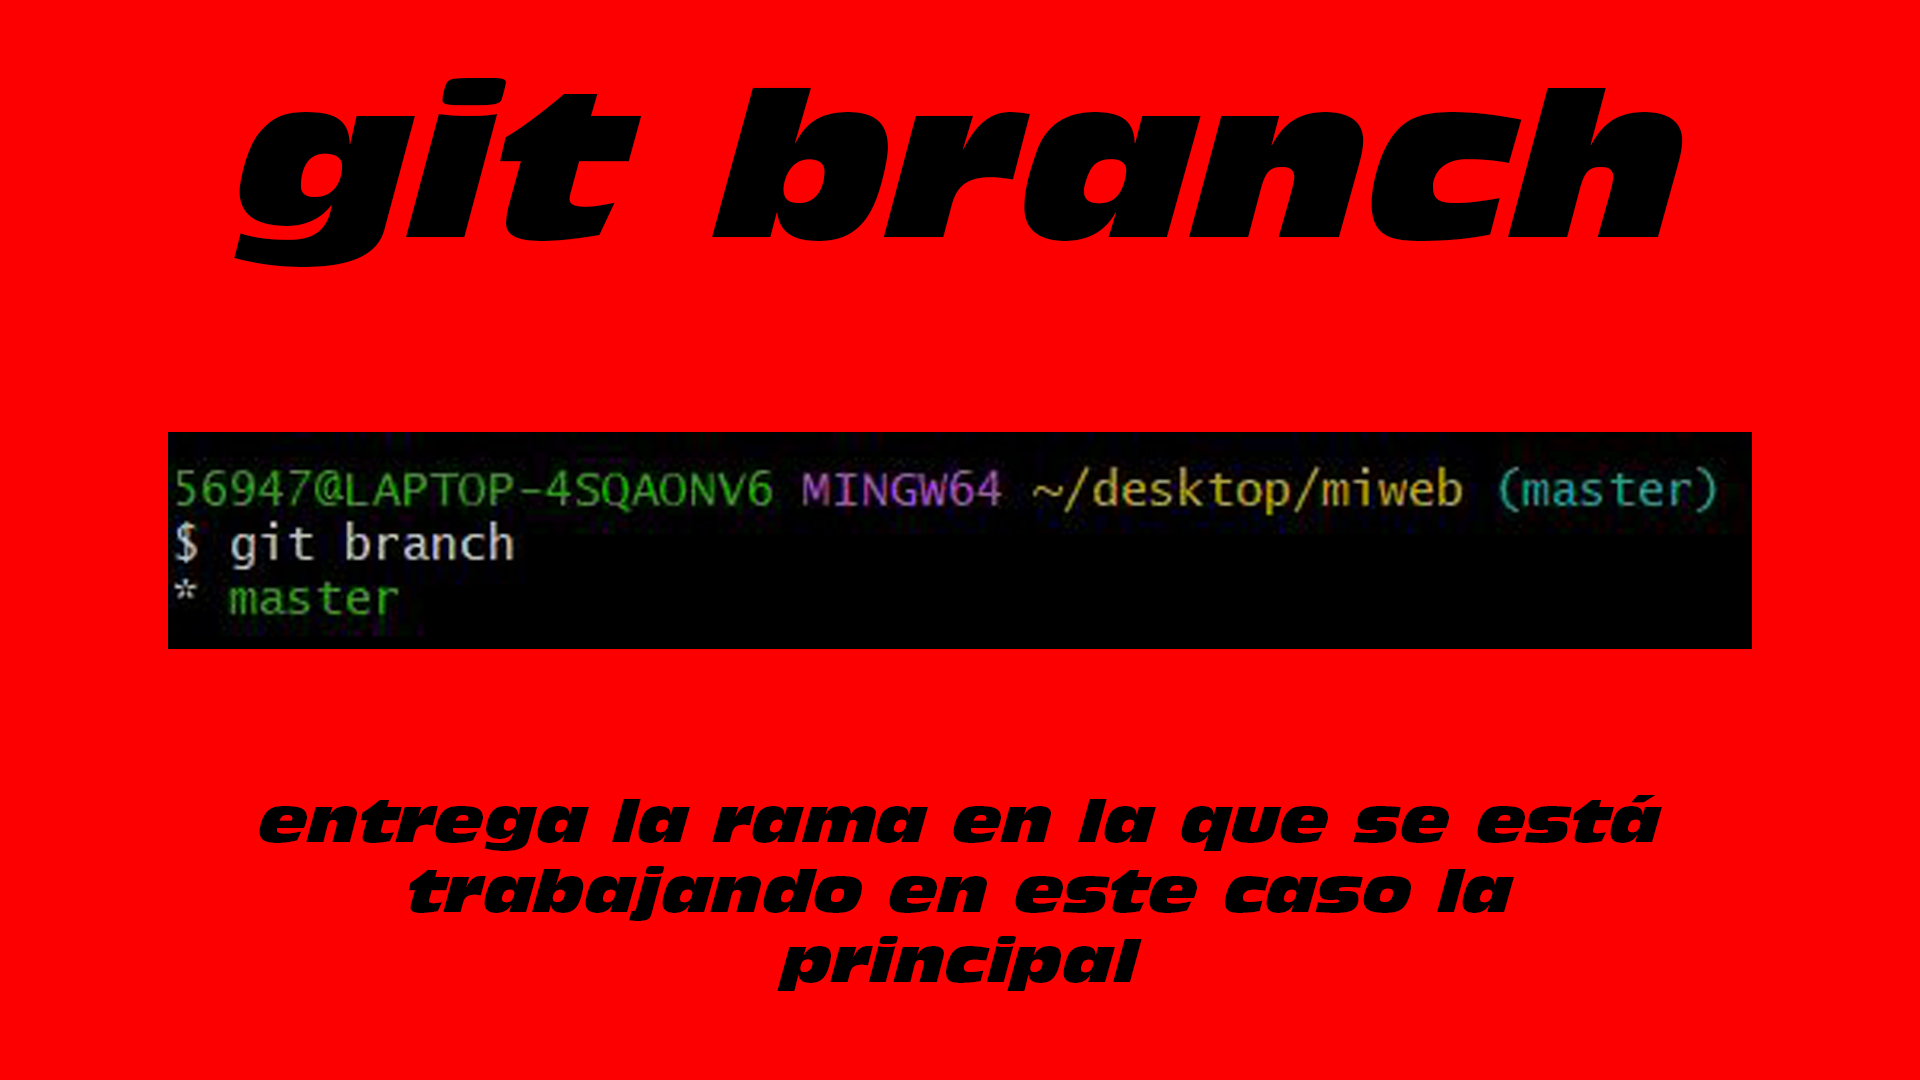 git branch
56947@LAPTOP-4SQAONV6 MINGW64 ~/desktop/miweb (master)
$ git branch
* master
entrega la rama en la que se está
trabajando en este caso la
principal